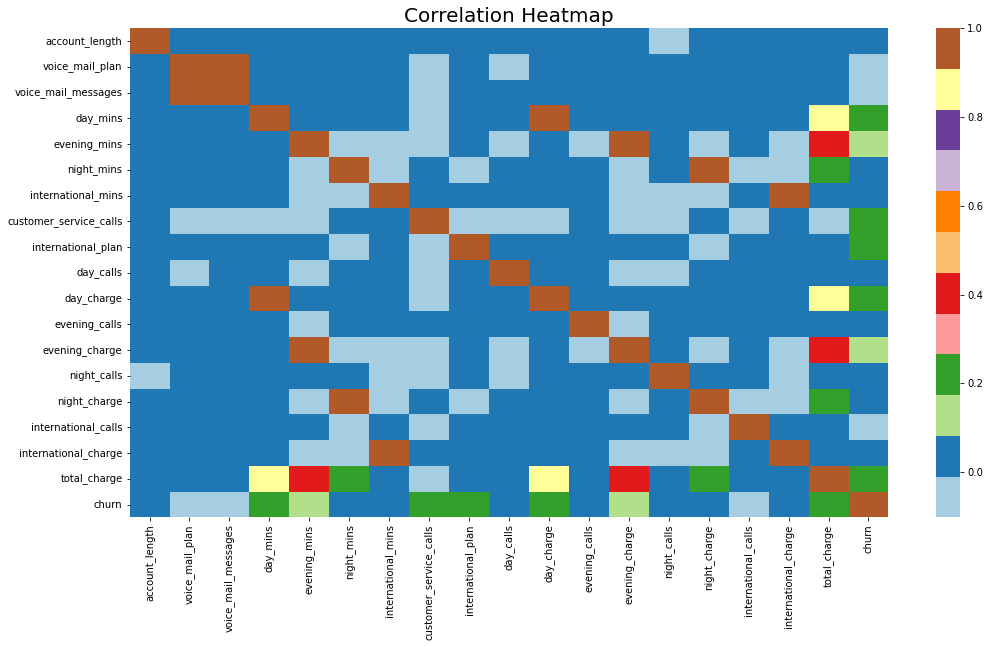 Correlation Heatmap
account_length
voice_mail_plan
voice_mail_messages
day_mins
evening_mins
night_mins
international_mins
customer_service_calls
international_plan
day_calls
day_charge
evening_calls
evening_charge
night_calls
night_charge
international_calls
international_charge
total_charge
churn
account_length
voice_mail_plan
voice_mail_messages
day_mins
evening_mins
night_mins
international_mins
customer_service_calls
international_plan
day_calls
day_charge
evening_calls
evening_charge
night_calls
night_charge
international_calls
international_charge
total_charge
churn
1.0
0.8
0.6
0.4
0.2
0.0